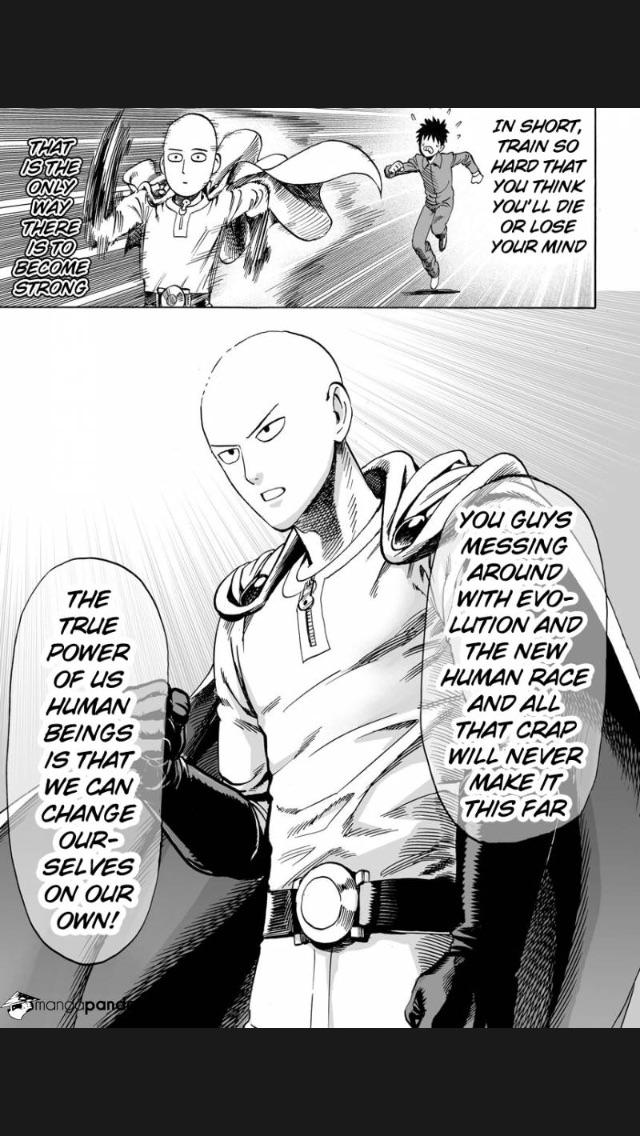 IN SHORT,
TRAIN SO
HARD THAT
YOU THINK
YOU'LL DIE
OR LOSE
YOUR MIND
THAT
IS THE
ONLY
WAY
THERE
IS TO
BECOME
STRONG
YOU GUYS
MESSING
AROUND
WITH EVO-
LUTION AND
THE NEW
HUMAN RACE
AND ALL
THAT CRAP
WILL NEVER
MAKE IT
THIS FAR
THE
TRUE
POWER
OF US
HUMAN
BEINGS
IS THAT
WE CAN
CHANGE
OUR-
SELVES
ON OUR
OWN!
mangapanda